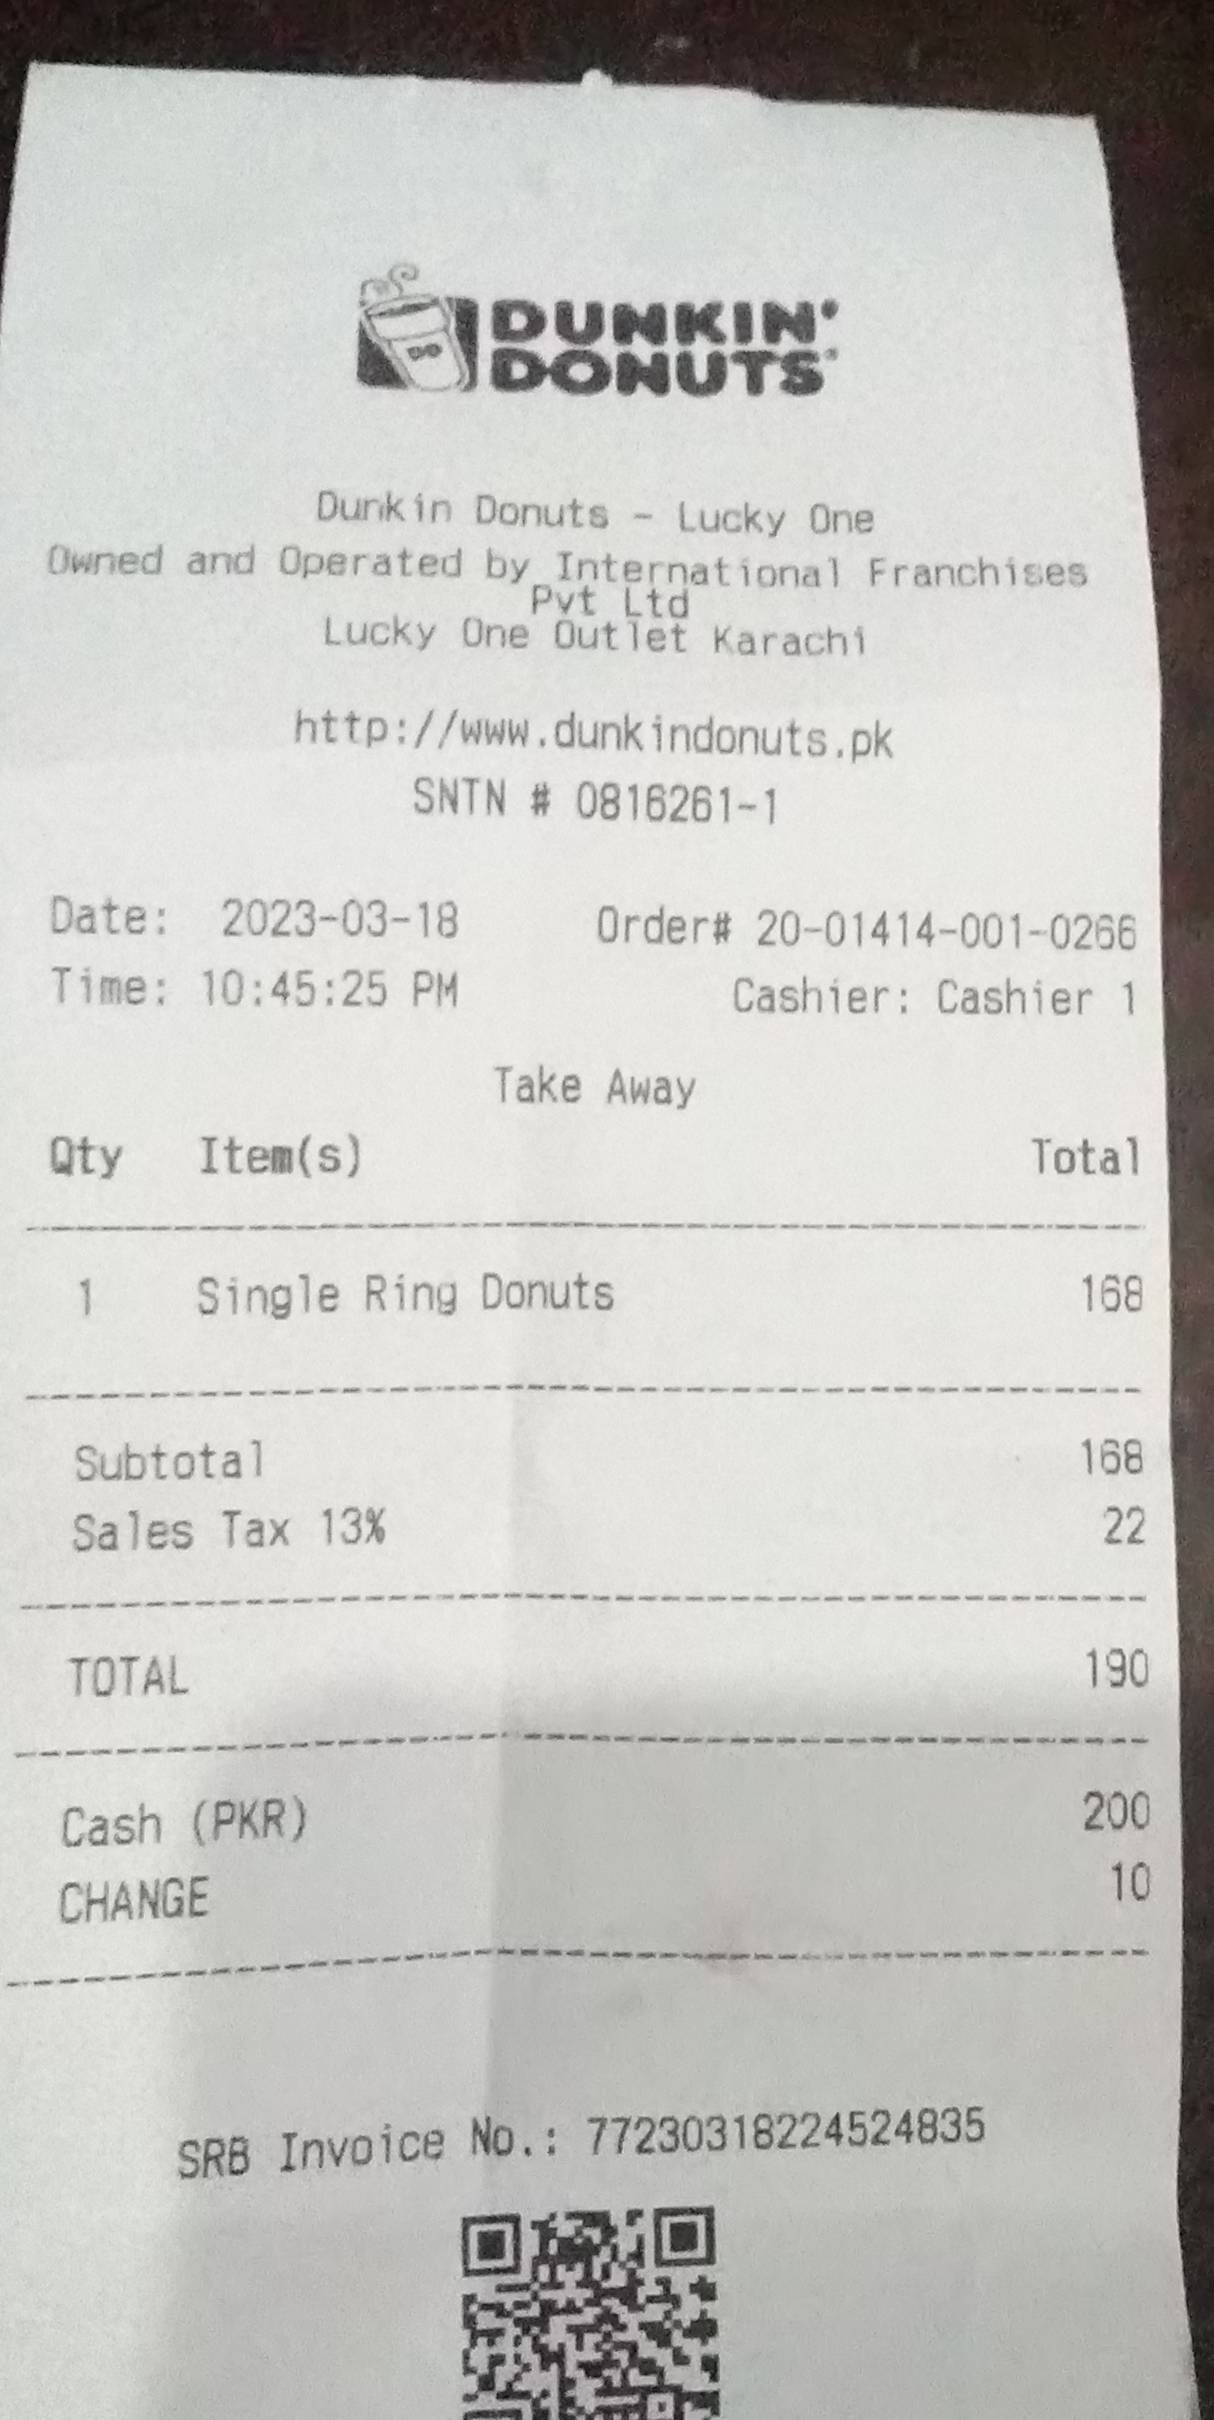 DUNKIN'
DONUTS
Dunkin Donuts - Lucky One
Owned and Operated by International Franchises
Pvt Ltd
Lucky One Outlet Karachi
http://www.dunkindonuts.pk
SNTN # 0816261-1
Date: 2023-03-18 Order# 20-01414-001-0266
Time: 10:45:25 PM Cashier: Cashier 1
Take Away
Qty Item(s) Total
1 Single Ring Donuts 168
Subtotal 168
Sales Tax 13% 22
TOTAL 190
Cash (PKR) 200
CHANGE 10
SRB Invoice No.: 77230318224524835